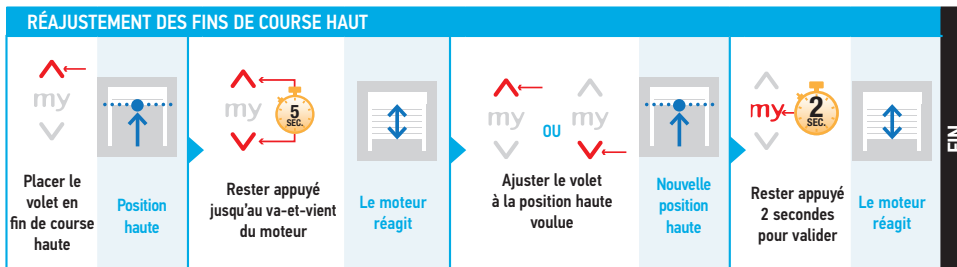 RÉAJUSTEMENT DES FINS DE COURSE HAUT
my
Placer le
volet en
fin de course
haute
Position
haute
my
5
SEC.
Rester appuyé
jusqu'au va-et-vient
du moteur
Le moteur
réagit
my
OU
my
Ajuster le volet
à la position haute
voulue
Nouvelle
position
haute
my
2
SEC.
Rester appuyé
2 secondes
pour valider
Le moteur
réagit
FIN